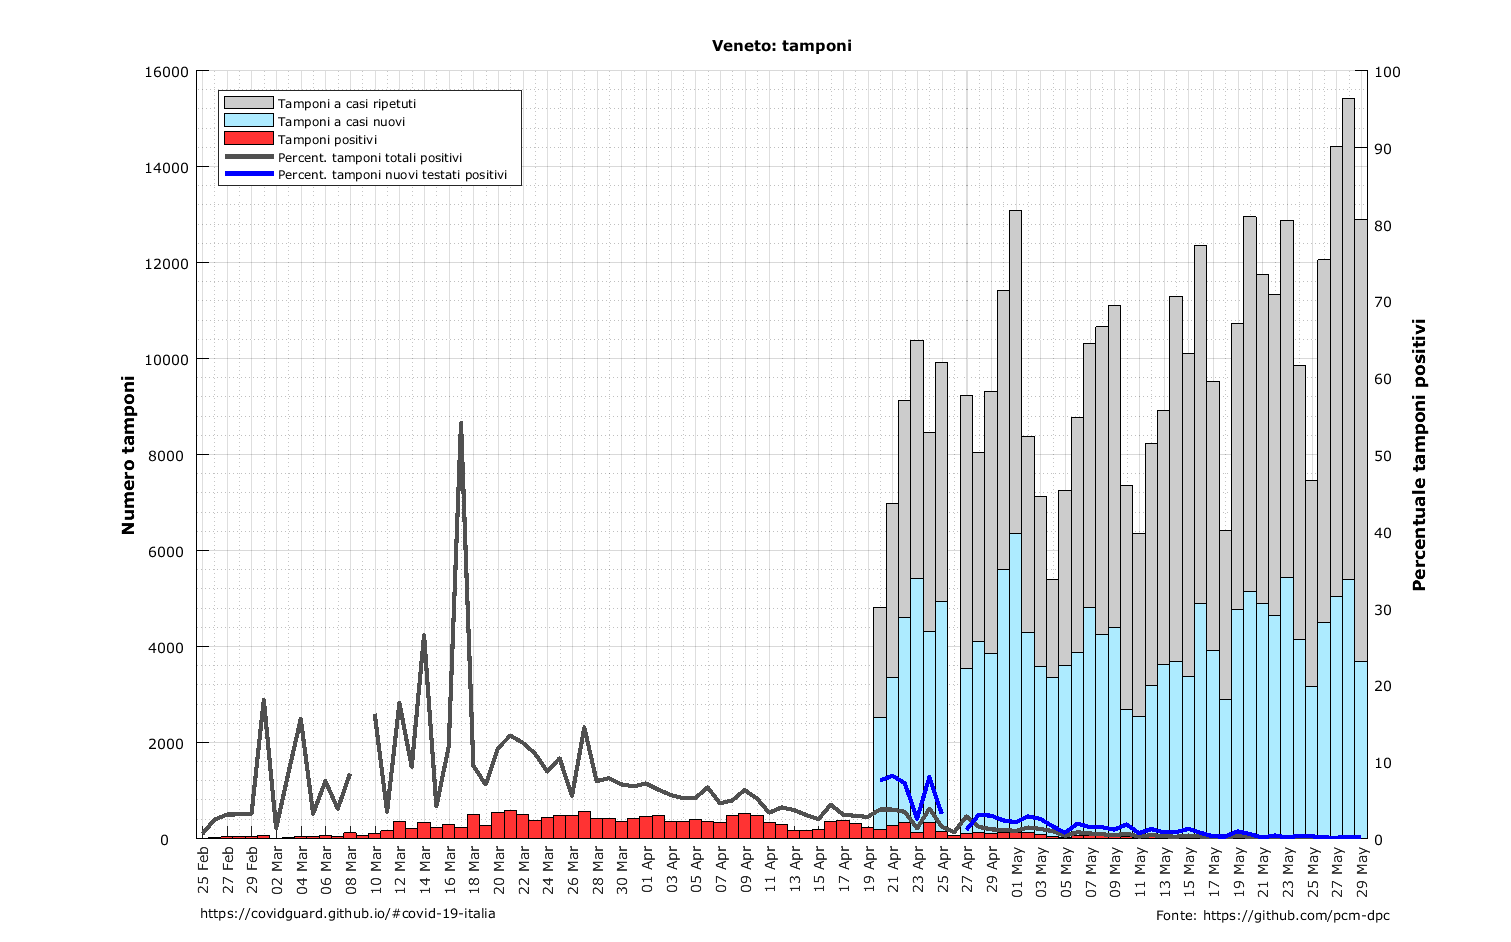 Veneto: tamponi
Numero tamponi
16000
14000
12000
10000
8000
6000
4000
2000
0
Tamponi a casi ripetuti
Tamponi a casi nuovi
Tamponi positivi
Percent. tamponi totali positivi
Percent. tamponi nuovi testati positivi
100
90
80
70
60
50
40
30
20
10
0
Percentuale tamponi positivi
25 Feb
27 Feb
29 Feb
02 Mar
04 Mar
06 Mar
08 Mar
10 Mar
12 Mar
14 Mar
16 Mar
18 Mar
20 Mar
22 Mar
24 Mar
26 Mar
28 Mar
30 Mar
01 Apr
03 Apr
05 Apr
07 Apr
09 Apr
11 Apr
13 Apr
15 Apr
17 Apr
19 Apr
21 Apr
23 Apr
25 Apr
27 Apr
29 Apr
01 May
03 May
05 May
07 May
09 May
11 May
13 May
15 May
17 May
19 May
21 May
23 May
25 May
27 May
29 May
https://covidguard.github.io/#covid-19-italia
Fonte: https://github.com/pcm-dpc